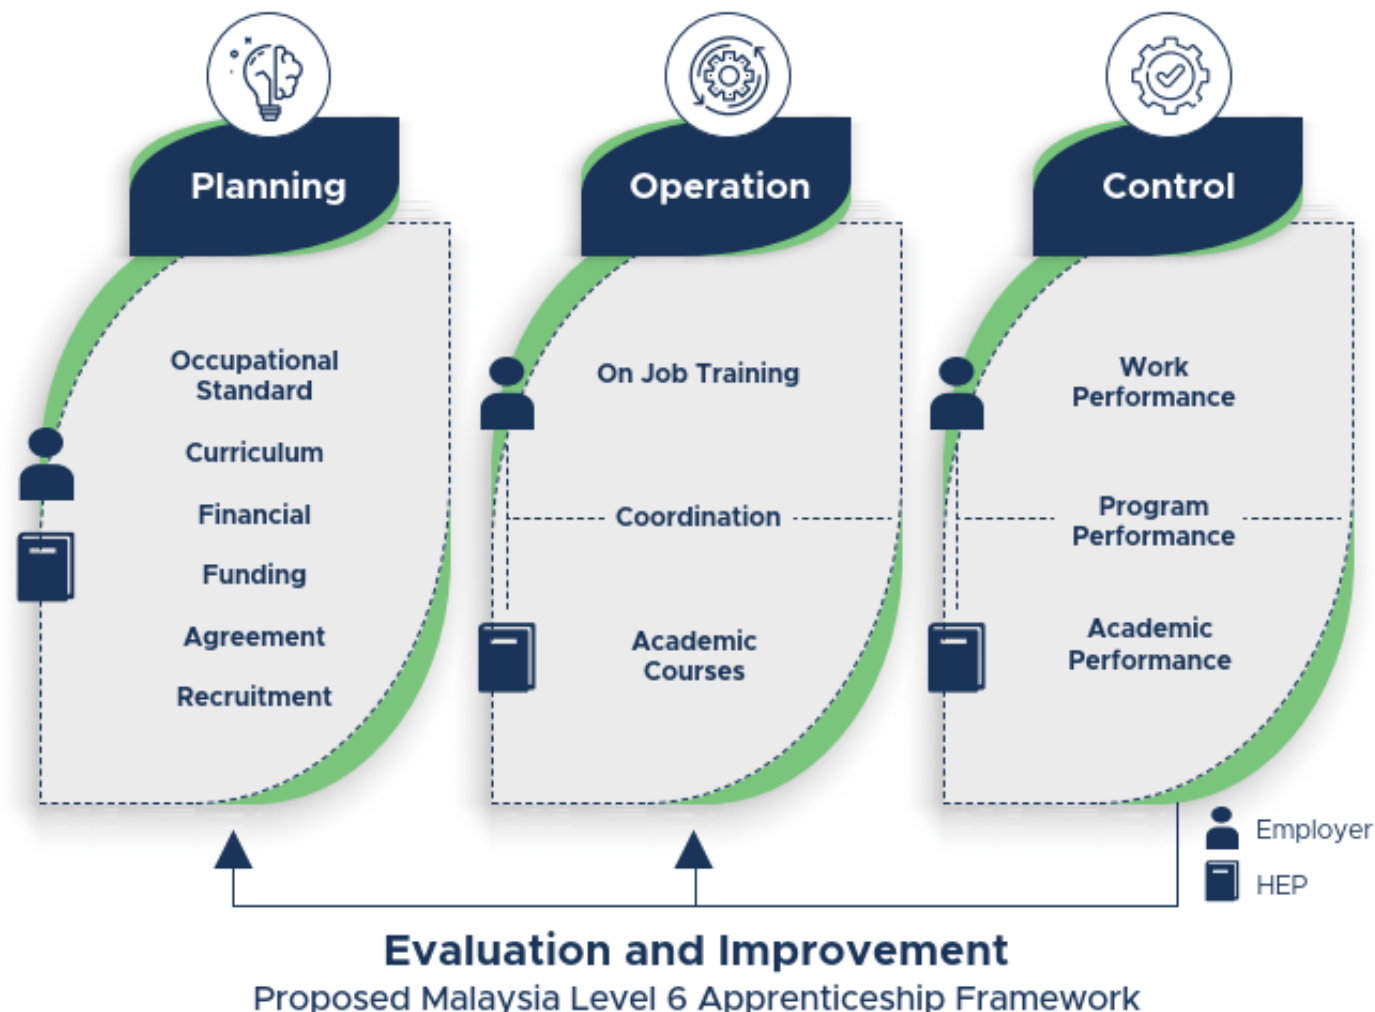 Planning
Occupational
Standard
Curriculum
Financial
Funding
Agreement
Recruitment
Operation
On Job Training
Coordination
Academic
Courses
Control
Work
Performance
Program
Performance
Academic
Performance
Employer
HEP
Evaluation and Improvement
Proposed Malaysia Level 6 Apprenticeship Framework